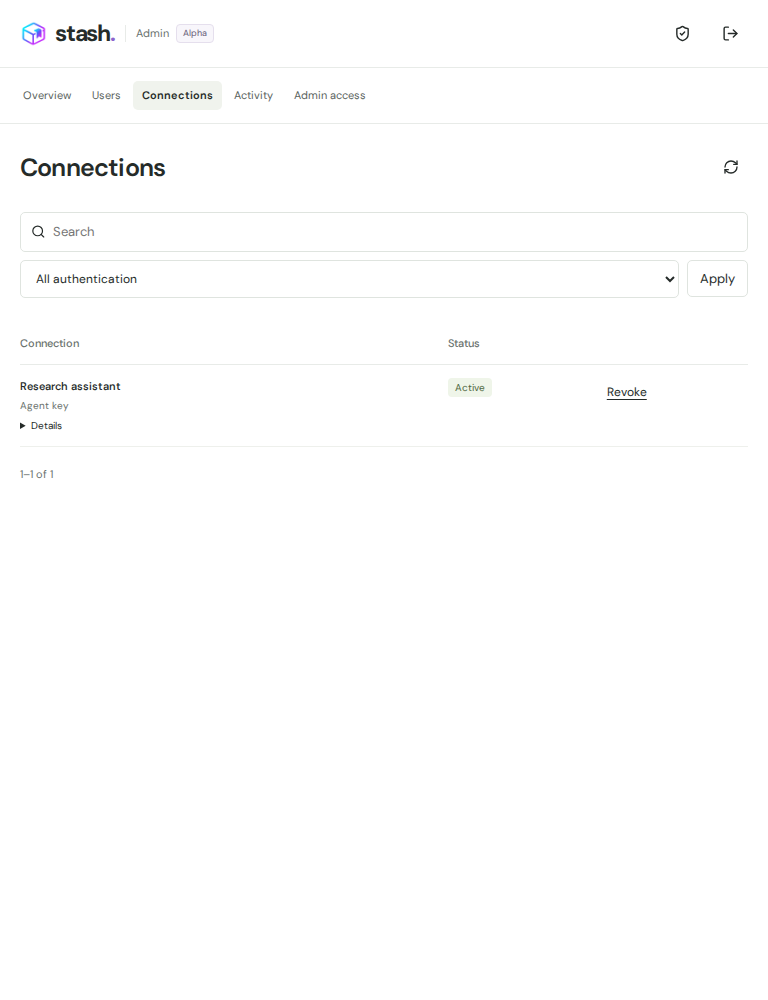 stash. Admin Alpha
Overview Users Connections Activity Admin access
Connections
Search
All authentication Apply
Connection Status
Research assistant Active Revoke
Agent key
Details
1–1 of 1